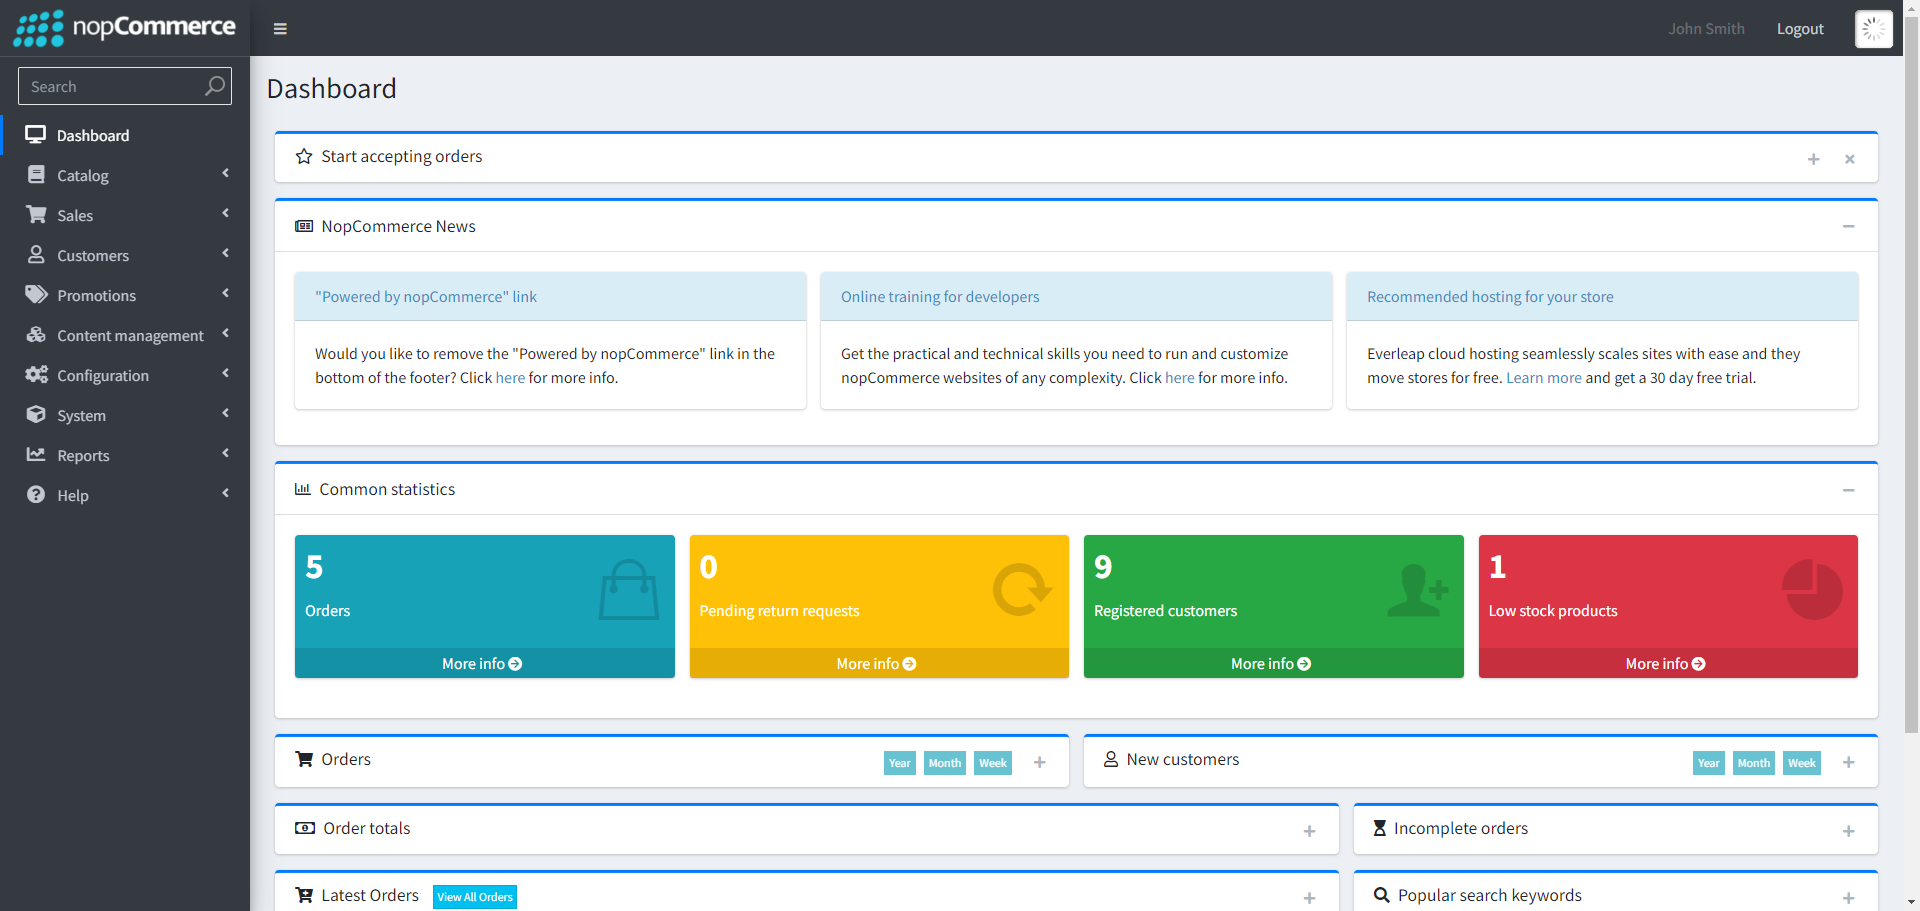 nopCommerce
John Smith
Logout
Search
Dashboard
Catalog
Sales
Customers
Promotions
Content management
Configuration
System
Reports
Help
Dashboard
Start accepting orders
NopCommerce News
"Powered by nopCommerce" link
Would you like to remove the "Powered by nopCommerce" link in the
bottom of the footer? Click here for more info.
Online training for developers
Get the practical and technical skills you need to run and customize
nopCommerce websites of any complexity. Click here for more info.
Recommended hosting for your store
Everleap cloud hosting seamlessly scales sites with ease and they
move stores for free. Learn more and get a 30 day free trial.
Common statistics
5
Orders
More info
0
Pending return requests
More info
9
Registered customers
More info
1
Low stock products
More info
Orders
Year
Month
Week
New customers
Year
Month
Week
Order totals
Incomplete orders
Latest Orders
View All Orders
Popular search keywords